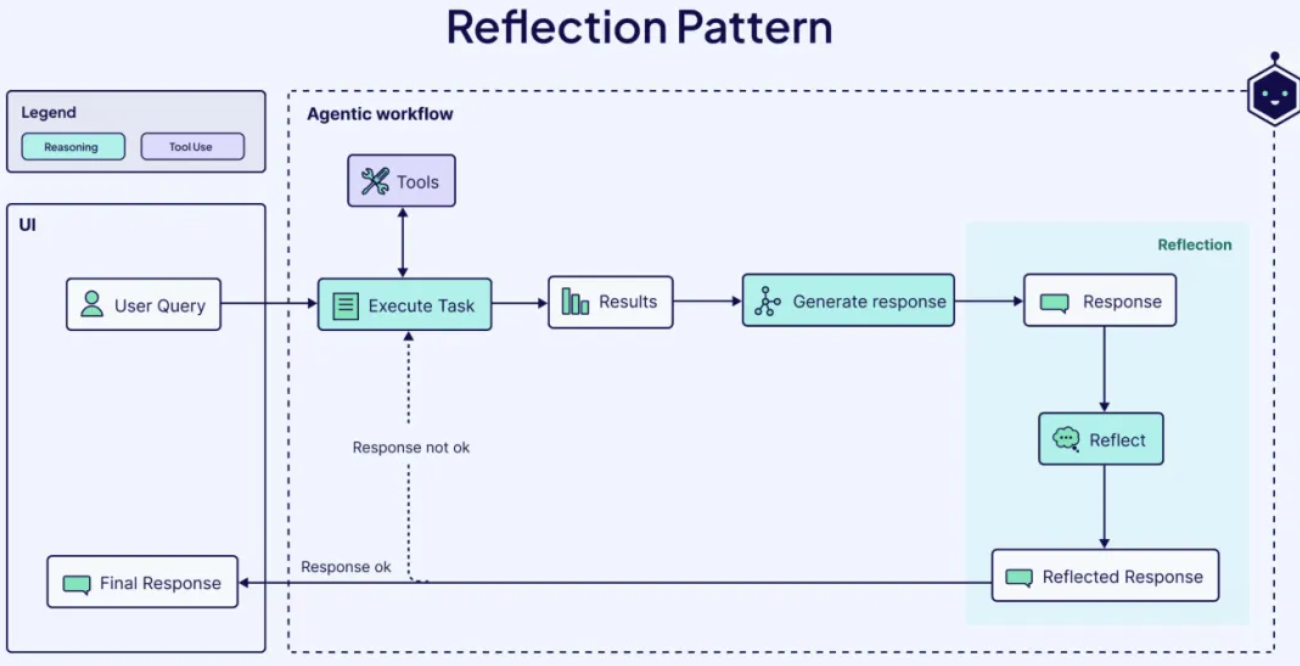 Reflection Pattern
Legend
Reasoning
Tool Use
Agentic workflow
Tools
UI
Reflection
User Query
Execute Task
Results
Generate response
Response
Response not ok
Reflect
Response ok
Final Response
Reflected Response